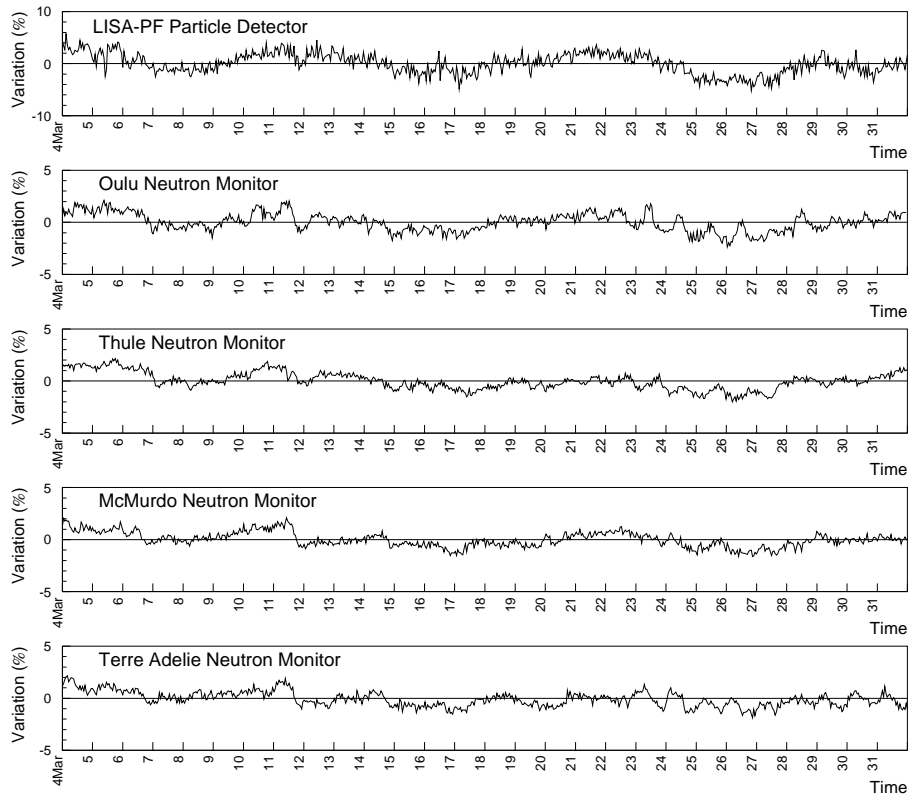 LISA-PF Particle Detector
Variation (%)
10
0
-10
4Mar 5 6 7 8 9 10 11 12 13 14 15 16 17 18 19 20 21 22 23 24 25 26 27 28 29 30 31
Time
Oulu Neutron Monitor
Variation (%)
5
0
-5
4Mar 5 6 7 8 9 10 11 12 13 14 15 16 17 18 19 20 21 22 23 24 25 26 27 28 29 30 31
Time
Thule Neutron Monitor
Variation (%)
5
0
-5
4Mar 5 6 7 8 9 10 11 12 13 14 15 16 17 18 19 20 21 22 23 24 25 26 27 28 29 30 31
Time
McMurdo Neutron Monitor
Variation (%)
5
0
-5
4Mar 5 6 7 8 9 10 11 12 13 14 15 16 17 18 19 20 21 22 23 24 25 26 27 28 29 30 31
Time
Terre Adelie Neutron Monitor
Variation (%)
5
0
-5
4Mar 5 6 7 8 9 10 11 12 13 14 15 16 17 18 19 20 21 22 23 24 25 26 27 28 29 30 31
Time